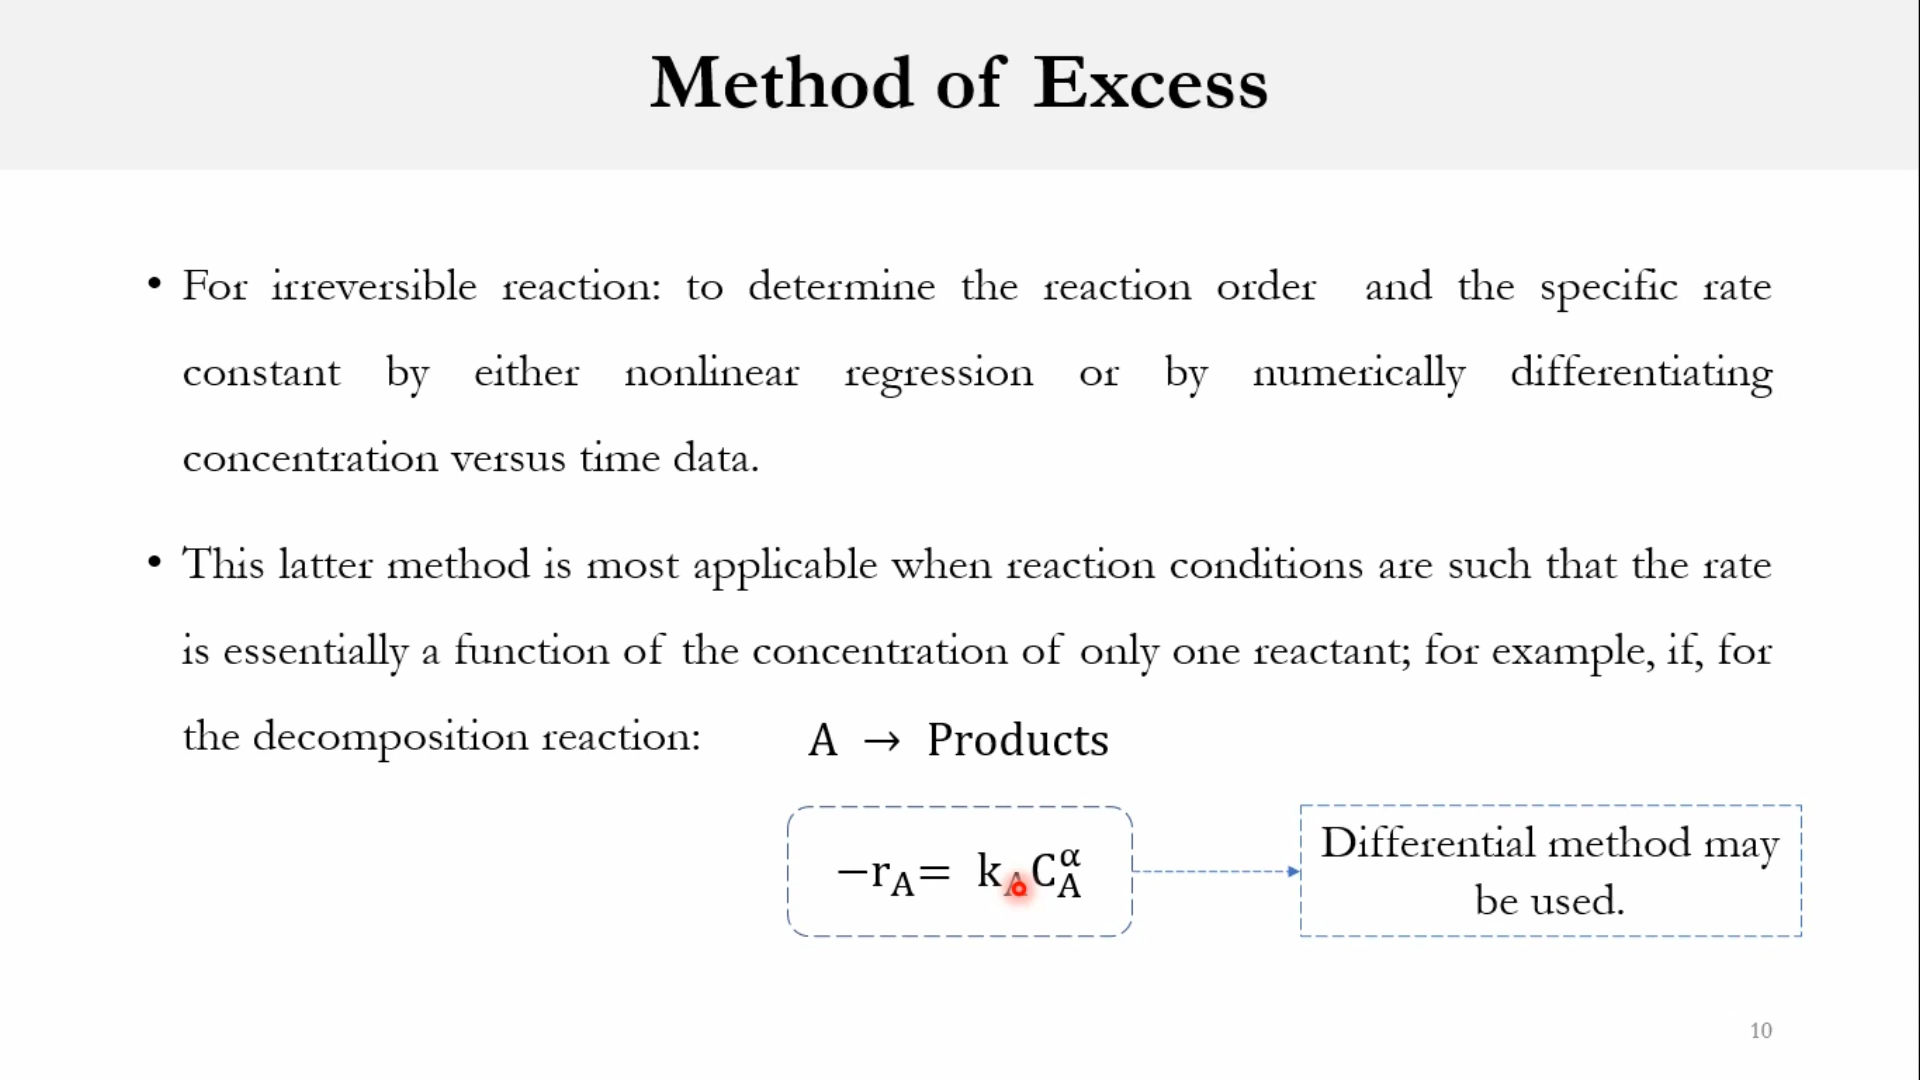 Method of Excess
• For irreversible reaction: to determine the reaction order and the specific rate
constant by either nonlinear regression or by numerically differentiating
concentration versus time data.
• This latter method is most applicable when reaction conditions are such that the rate
is essentially a function of the concentration of only one reactant; for example, if, for
the decomposition reaction: A → Products
−r_A = k_A C_A^α
Differential method may
be used.
10